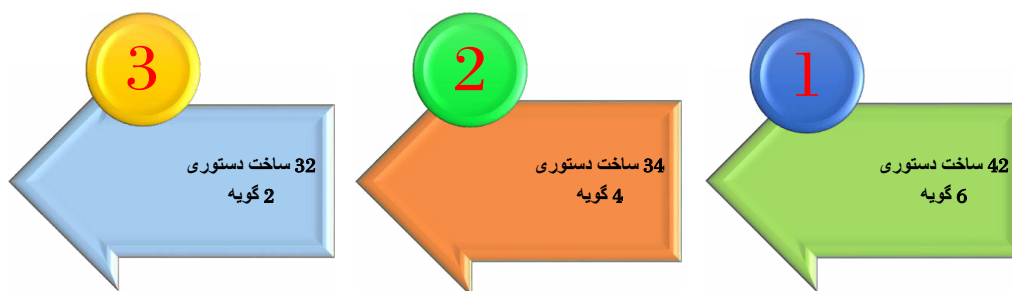 1
42 ساخت دستوری
6 گویه
2
34 ساخت دستوری
4 گویه
3
32 ساخت دستوری
2 گویه